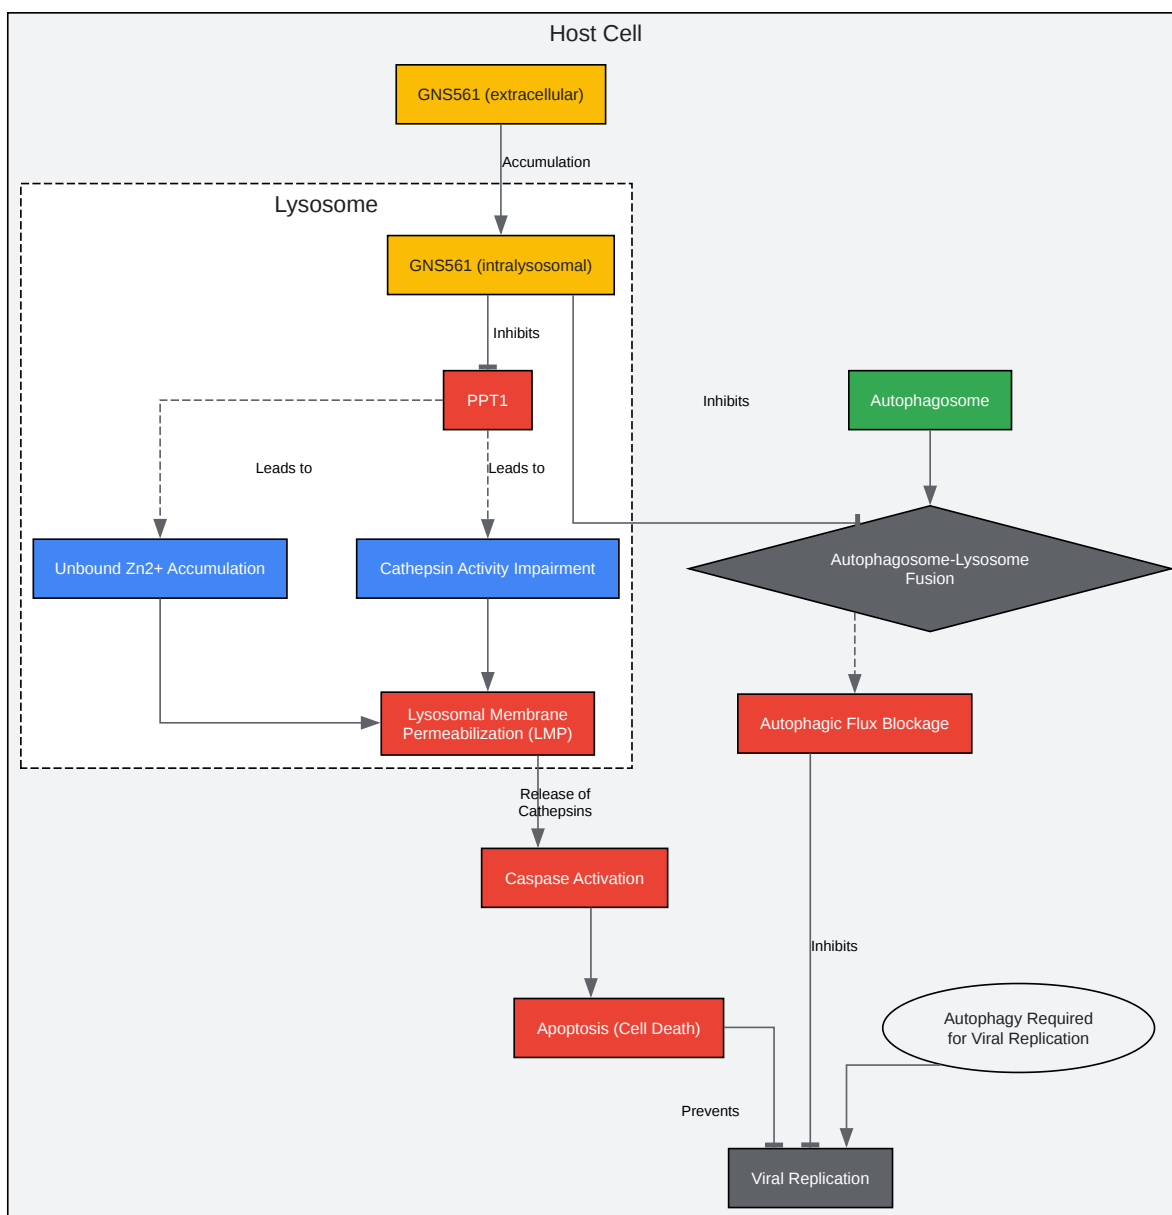 Host Cell
GNS561 (extracellular)
Accumulation
Lysosome
GNS561 (intralysosomal)
Inhibits
PPT1
Inhibits
Autophagosome
Leads to
Leads to
Unbound Zn2+ Accumulation
Cathepsin Activity Impairment
Autophagosome-Lysosome
Fusion
Lysosomal Membrane
Permeabilization (LMP)
Autophagic Flux Blockage
Release of
Cathepsins
Caspase Activation
Inhibits
Apoptosis (Cell Death)
Autophagy Required
for Viral Replication
Prevents
Viral Replication